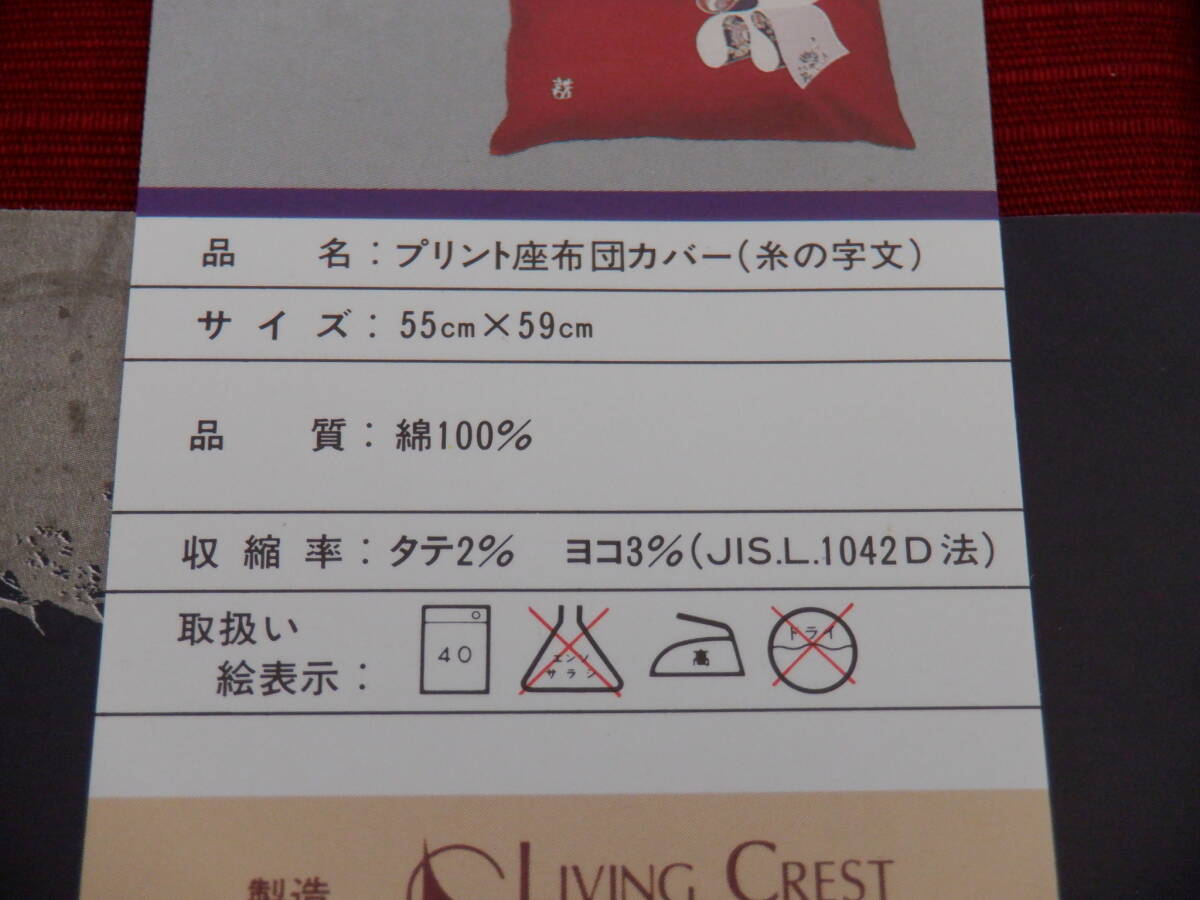 品名：プリント座布団カバー(糸の字文)
サイズ：55cm×59cm
品質：綿100%
収縮率：タテ2% ヨコ3%(JIS.L.1042D法)
取扱い
絵表示：
40
エンソ
サラシ
高
ドライ
製造
LIVING CREST